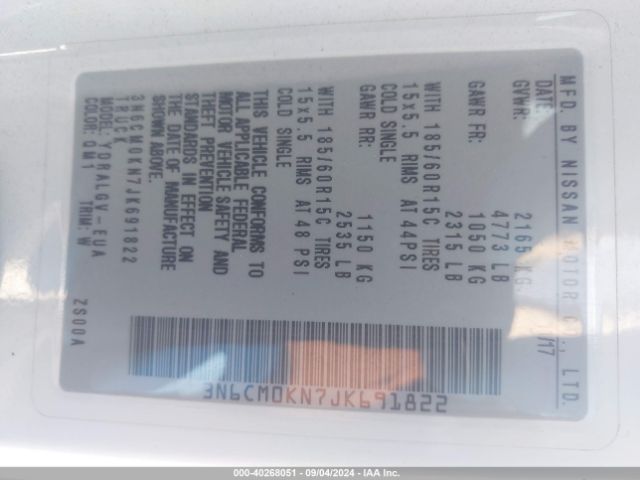 MFD. BY NISSAN MOTOR CO., LTD.
DATE: /17
GVWR: 2165 KG
4773 LB
GAWR FR: 1050 KG
2315 LB
WITH 185/60R15C TIRES
15x5.5 RIMS AT 44PSI
COLD SINGLE
GAWR RR: 1150 KG
2535 LB
WITH 185/60R15C TIRES
15x5.5 RIMS AT 48 PSI
COLD SINGLE
THIS VEHICLE CONFORMS TO
ALL APPLICABLE FEDERAL
MOTOR VEHICLE SAFETY AND
THEFT PREVENTION
STANDARDS IN EFFECT ON
THE DATE OF MANUFACTURE
SHOWN ABOVE.
3N6CM0KN7JK691822
TRUCK
MODEL: YDRALGV-EUA
COLOR: QM1 TRIM: W
ZS00A
3N6CM0KN7JK691822
000-40268051 - 09/04/2024 - IAA Inc.